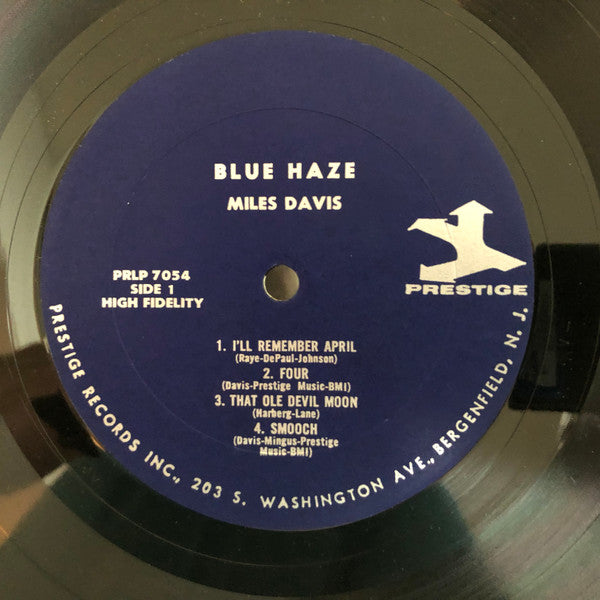 BLUE HAZE
MILES DAVIS
PRLP 7054
SIDE 1
HIGH FIDELITY
PRESTIGE
1. I'LL REMEMBER APRIL
(Raye-DePaul-Johnson)
2. FOUR
(Davis-Prestige Music-BMI)
3. THAT OLE DEVIL MOON
(Harberg-Lane)
4. SMOOCH
(Davis-Mingus-Prestige
Music-BMI)
PRESTIGE RECORDS INC., 203 S. WASHINGTON AVE., BERGENFIELD, N. J.